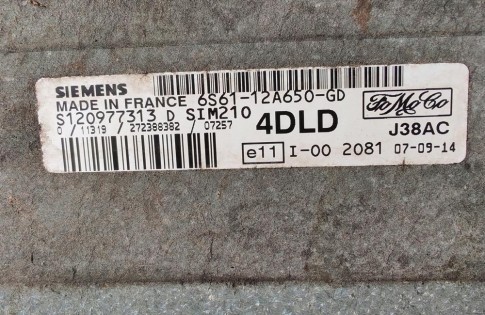 SIEMENS
MADE IN FRANCE 6S61-12A650-GD
S120977313 D SIM210
0 / 11319 / 272388382 / 07257
4DLD
FoMoCo
J38AC
e11 I-00 2081 07-09-14